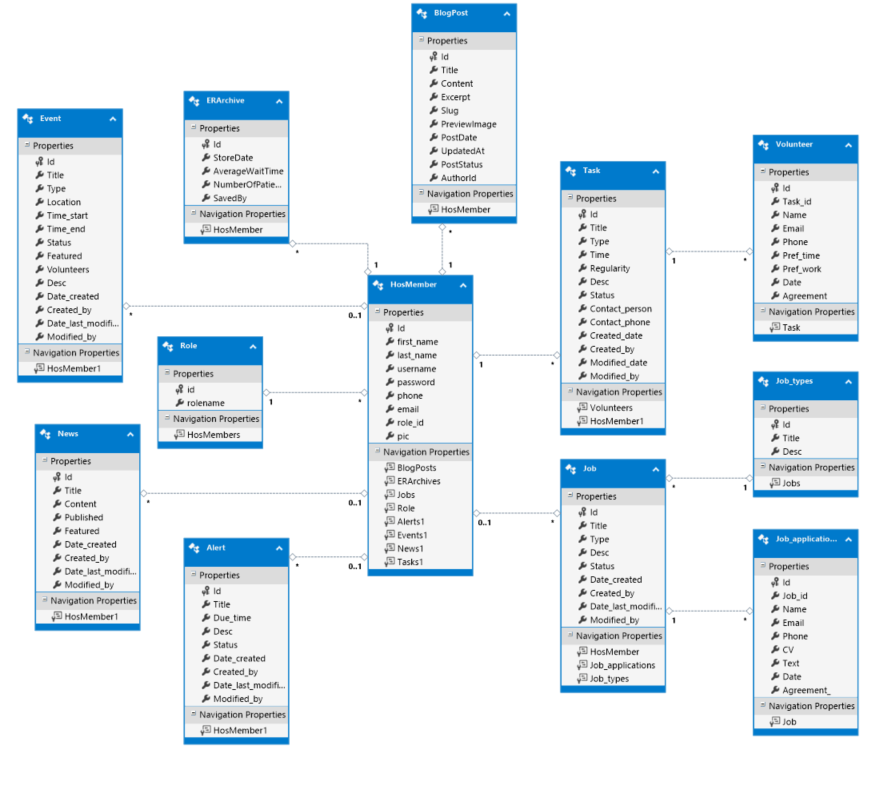 BlogPost
Properties
Id
Title
Content
Excerpt
Slug
PreviewImage
PostDate
UpdatedAt
PostStatus
AuthorId
Navigation Properties
HosMember
ERArchive
Properties
Id
StoreDate
AverageWaitTime
NumberOfPatie...
SavedBy
Navigation Properties
HosMember
Event
Properties
Id
Title
Type
Location
Time_start
Time_end
Status
Featured
Volunteers
Desc
Date_created
Created_by
Date_last_modifi...
Modified_by
Navigation Properties
HosMember1
Task
Properties
Id
Title
Type
Time
Regularity
Desc
Status
Contact_person
Contact_phone
Created_date
Created_by
Modified_date
Modified_by
Navigation Properties
Volunteers
HosMember1
Volunteer
Properties
Id
Task_id
Name
Email
Phone
Pref_time
Pref_work
Date
Agreement
Navigation Properties
Task
* 1
* 1
* 0..1
1 *
HosMember
Properties
Id
first_name
last_name
username
password
phone
email
role_id
pic
Navigation Properties
BlogPosts
ERArchives
Jobs
Role
Alerts1
Events1
News1
Tasks1
Role
Properties
id
rolename
Navigation Properties
HosMembers
1 *
1 *
News
Properties
Id
Title
Content
Published
Featured
Date_created
Created_by
Date_last_modifi...
Modified_by
Navigation Properties
HosMember1
* 0..1
Alert
Properties
Id
Title
Due_time
Desc
Status
Date_created
Created_by
Date_last_modifi...
Modified_by
Navigation Properties
HosMember1
* 0..1
0..1 *
Job
Properties
Id
Title
Type
Desc
Status
Date_created
Created_by
Date_last_modifi...
Modified_by
Navigation Properties
HosMember
Job_applications
Job_types
* 1
1 *
Job_types
Properties
Id
Title
Desc
Navigation Properties
Jobs
Job_applicatio...
Properties
Id
Job_id
Name
Email
Phone
CV
Text
Date
Agreement_
Navigation Properties
Job